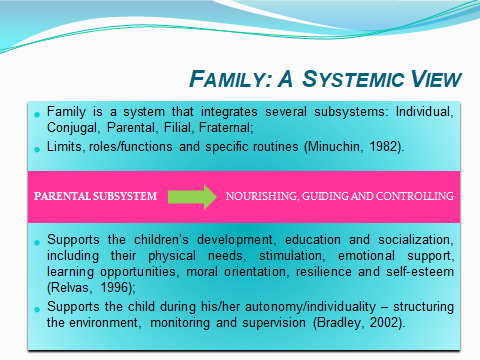 FAMILY: A SYSTEMIC VIEW
Family is a system that integrates several subsystems: Individual,
Conjugal, Parental, Filial, Fraternal;
Limits, roles/functions and specific routines (Minuchin, 1982).
PARENTAL SUBSYSTEM NOURISHING, GUIDING AND CONTROLLING
Supports the children's development, education and socialization,
including their physical needs, stimulation, emotional support,
learning opportunities, moral orientation, resilience and self-esteem
(Relvas, 1996);
Supports the child during his/her autonomy/individuality – structuring
the environment, monitoring and supervision (Bradley, 2002).